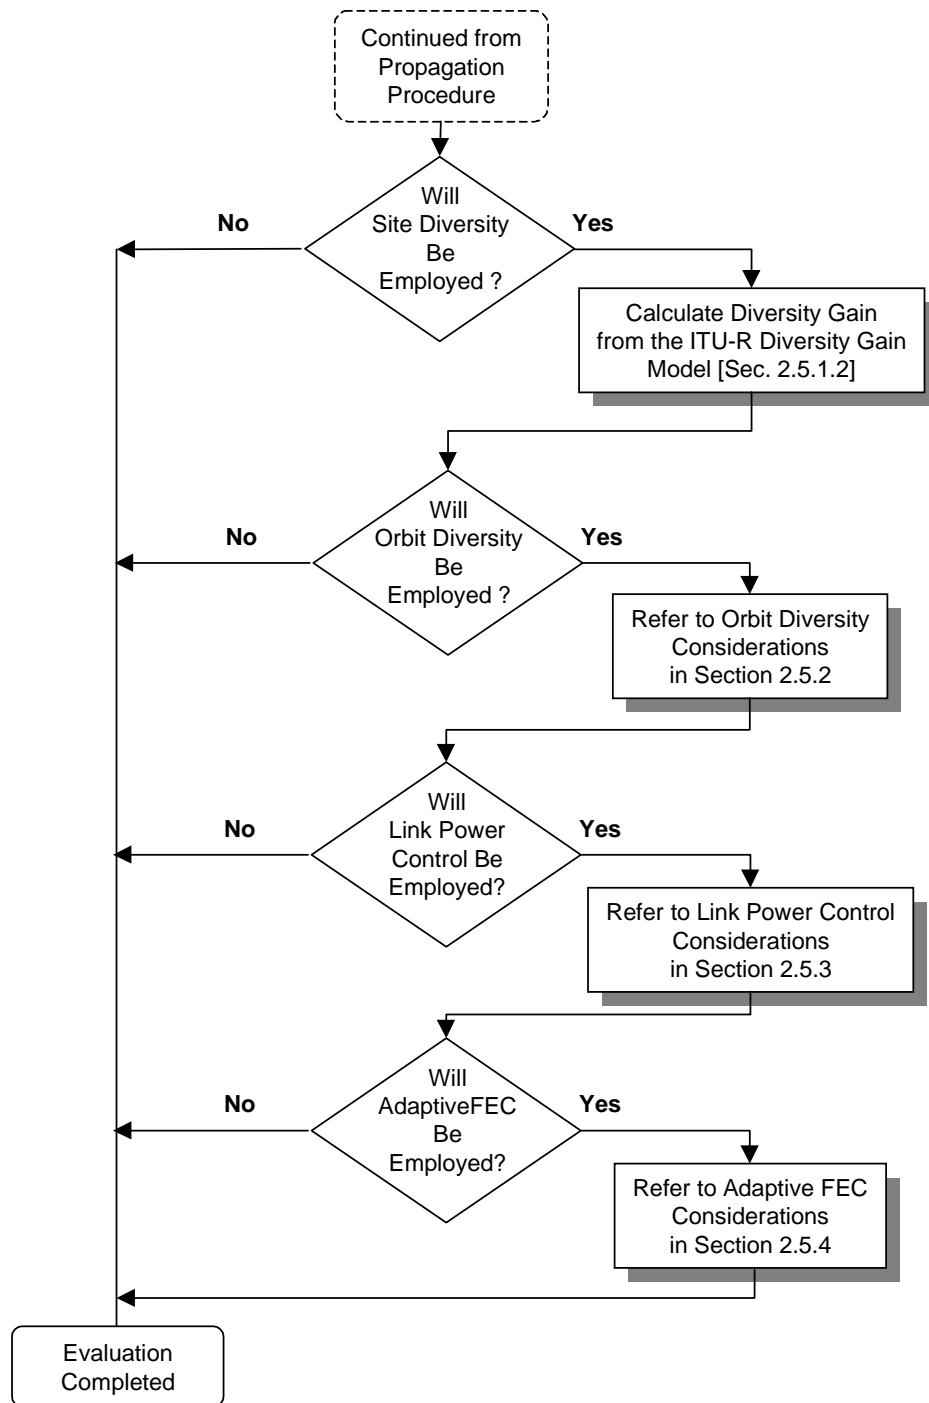 Continued from
Propagation
Procedure
Will
Site Diversity
Be
Employed ?
No
Yes
Calculate Diversity Gain
from the ITU-R Diversity Gain
Model [Sec. 2.5.1.2]
Will
Orbit Diversity
Be
Employed ?
No
Yes
Refer to Orbit Diversity
Considerations
in Section 2.5.2
Will
Link Power
Control Be
Employed?
No
Yes
Refer to Link Power Control
Considerations
in Section 2.5.3
Will
AdaptiveFEC
Be
Employed?
No
Yes
Refer to Adaptive FEC
Considerations
in Section 2.5.4
Evaluation
Completed